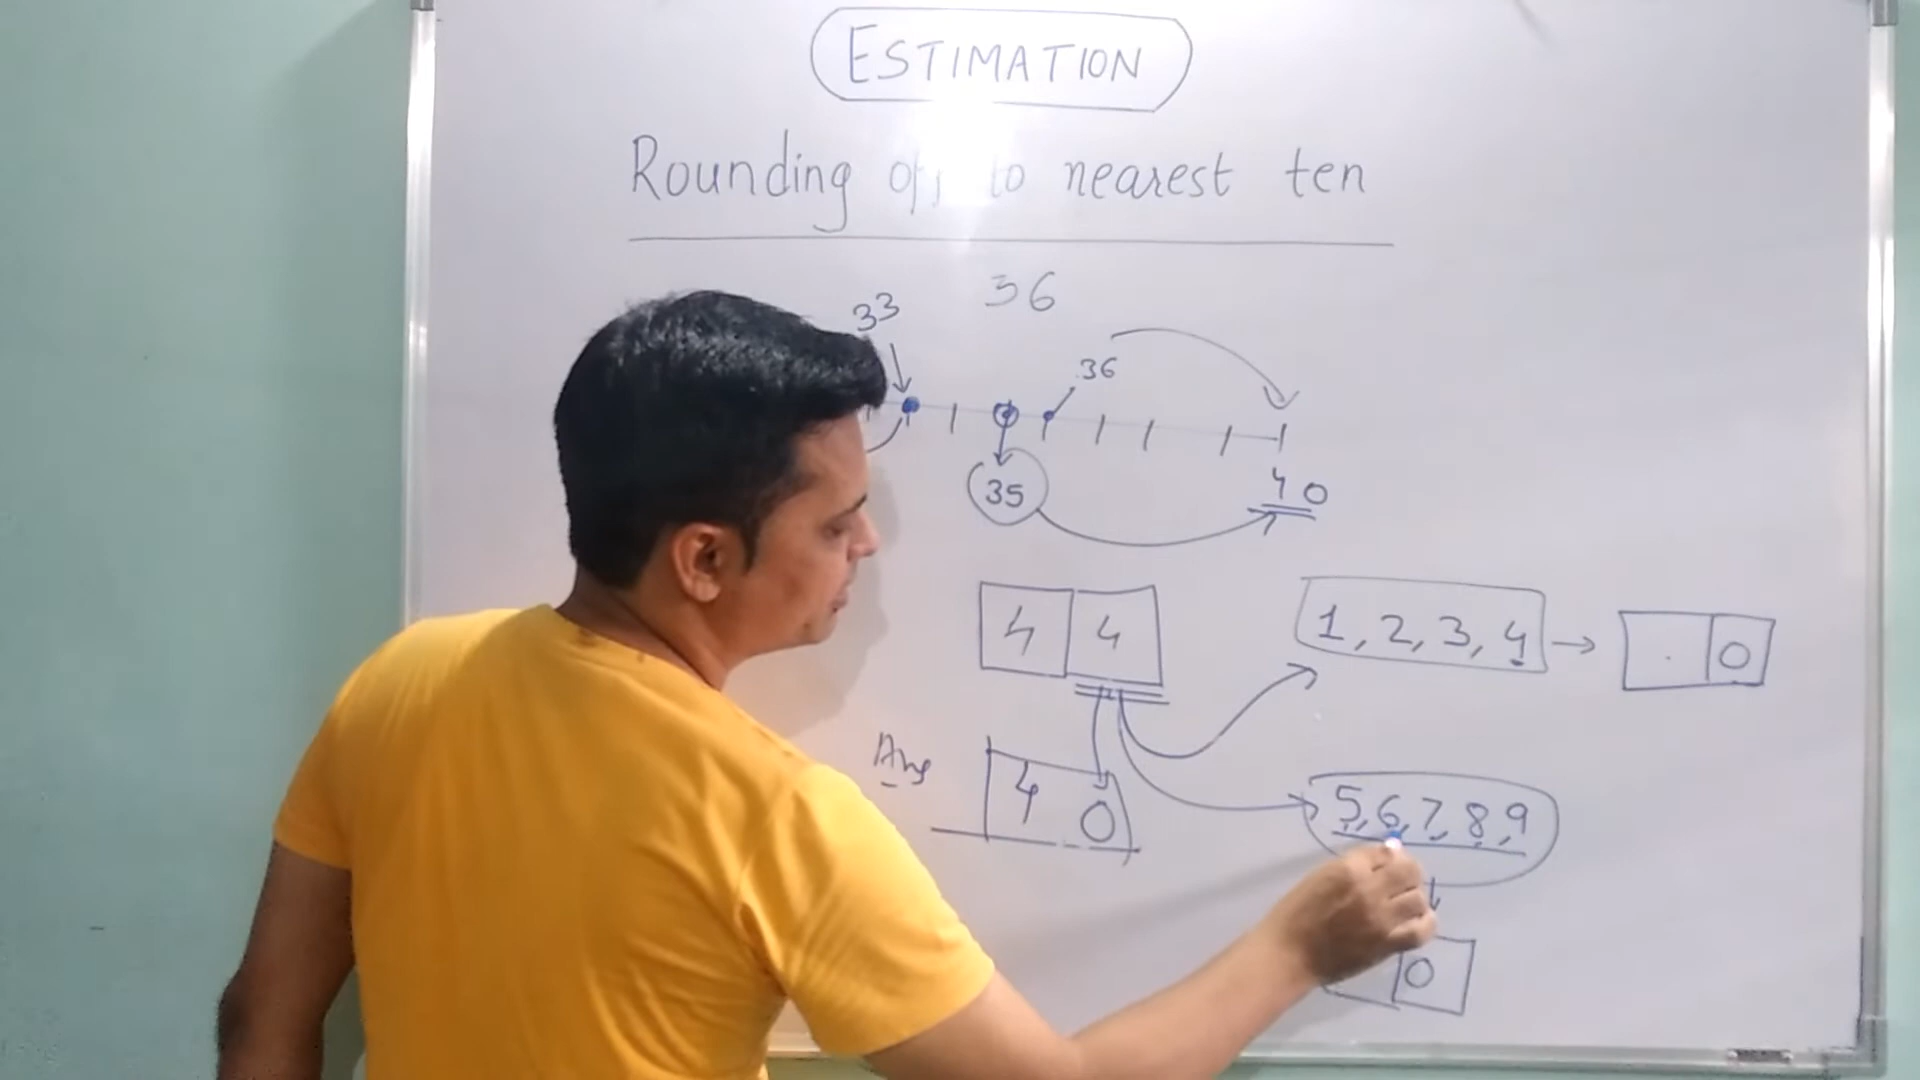 ESTIMATION
Rounding off to nearest ten
36
33
36
35
40
4 4
1, 2, 3, 4 → 0
Ans 4 0
5, 6, 7, 8, 9
0